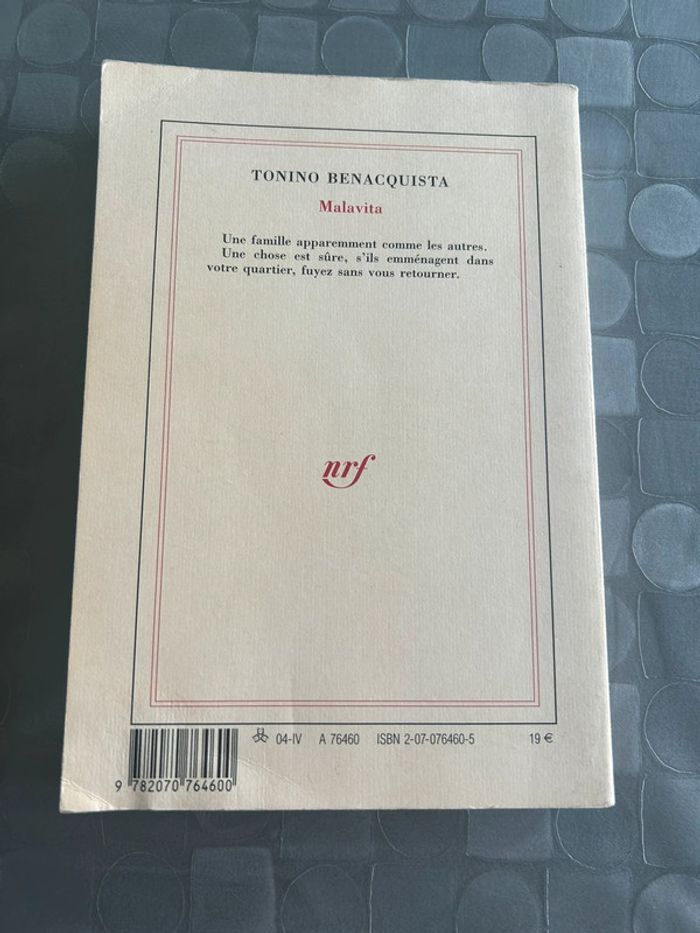 TONINO BENACQUISTA
Malavita
Une famille apparemment comme les autres.
Une chose est sûre, s'ils emménagent dans
votre quartier, fuyez sans vous retourner.
nrf
04-IV A 76460 ISBN 2-07-076460-5 19 €
9 782070 764600